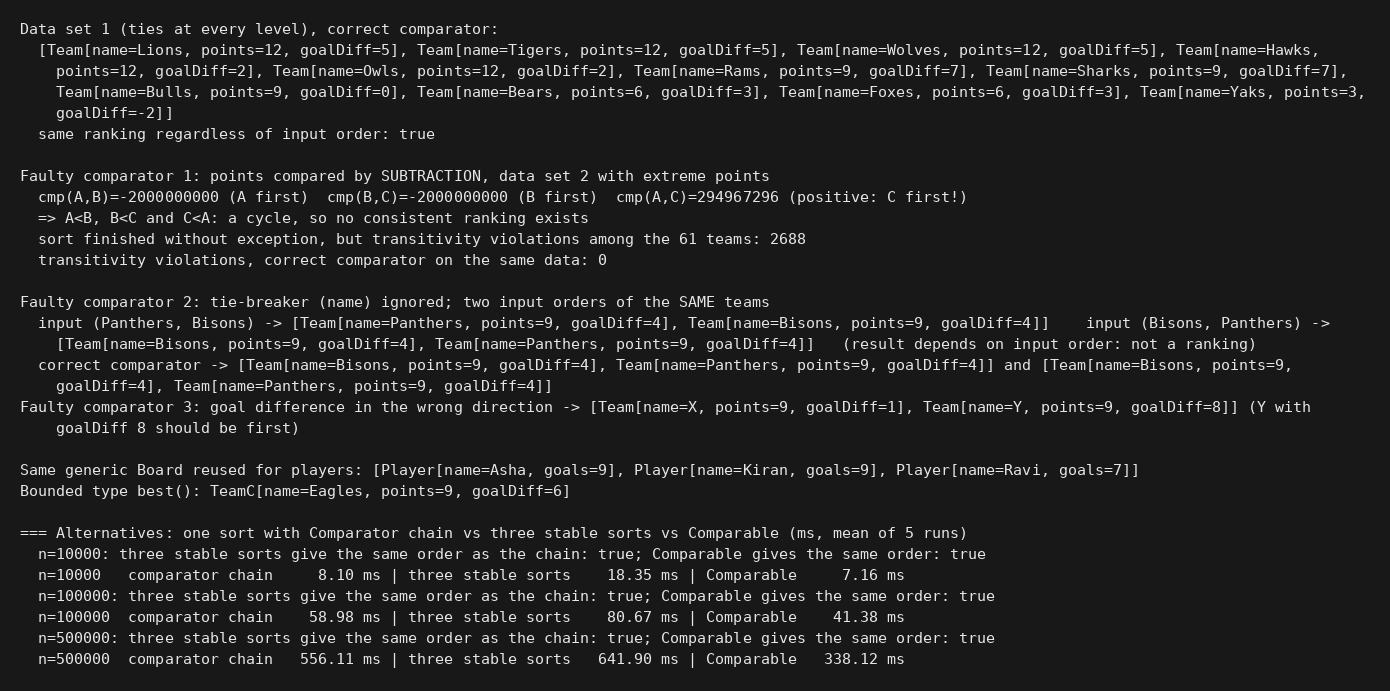 Data set 1 (ties at every level), correct comparator:
[Team[name=Lions, points=12, goalDiff=5], Team[name=Tigers, points=12, goalDiff=5], Team[name=Wolves, points=12, goalDiff=5], Team[name=Hawks,
points=12, goalDiff=2], Team[name=Owls, points=12, goalDiff=2], Team[name=Rams, points=9, goalDiff=7], Team[name=Sharks, points=9, goalDiff=7],
Team[name=Bulls, points=9, goalDiff=0], Team[name=Bears, points=6, goalDiff=3], Team[name=Foxes, points=6, goalDiff=3], Team[name=Yaks, points=3,
goalDiff=-2]]
same ranking regardless of input order: true
Faulty comparator 1: points compared by SUBTRACTION, data set 2 with extreme points
cmp(A,B)=-2000000000 (A first)  cmp(B,C)=-2000000000 (B first)  cmp(A,C)=294967296 (positive: C first!)
=> A<B, B<C and C<A: a cycle, so no consistent ranking exists
sort finished without exception, but transitivity violations among the 61 teams: 2688
transitivity violations, correct comparator on the same data: 0
Faulty comparator 2: tie-breaker (name) ignored; two input orders of the SAME teams
input (Panthers, Bisons) -> [Team[name=Panthers, points=9, goalDiff=4], Team[name=Bisons, points=9, goalDiff=4]]    input (Bisons, Panthers) ->
[Team[name=Bisons, points=9, goalDiff=4], Team[name=Panthers, points=9, goalDiff=4]]   (result depends on input order: not a ranking)
correct comparator -> [Team[name=Bisons, points=9, goalDiff=4], Team[name=Panthers, points=9, goalDiff=4]] and [Team[name=Bisons, points=9,
goalDiff=4], Team[name=Panthers, points=9, goalDiff=4]]
Faulty comparator 3: goal difference in the wrong direction -> [Team[name=X, points=9, goalDiff=1], Team[name=Y, points=9, goalDiff=8]] (Y with
goalDiff 8 should be first)
Same generic Board reused for players: [Player[name=Asha, goals=9], Player[name=Kiran, goals=9], Player[name=Ravi, goals=7]]
Bounded type best(): TeamC[name=Eagles, points=9, goalDiff=6]
=== Alternatives: one sort with Comparator chain vs three stable sorts vs Comparable (ms, mean of 5 runs)
n=10000: three stable sorts give the same order as the chain: true; Comparable gives the same order: true
n=10000   comparator chain     8.10 ms | three stable sorts    18.35 ms | Comparable     7.16 ms
n=100000: three stable sorts give the same order as the chain: true; Comparable gives the same order: true
n=100000  comparator chain    58.98 ms | three stable sorts    80.67 ms | Comparable    41.38 ms
n=500000: three stable sorts give the same order as the chain: true; Comparable gives the same order: true
n=500000  comparator chain   556.11 ms | three stable sorts   641.90 ms | Comparable   338.12 ms